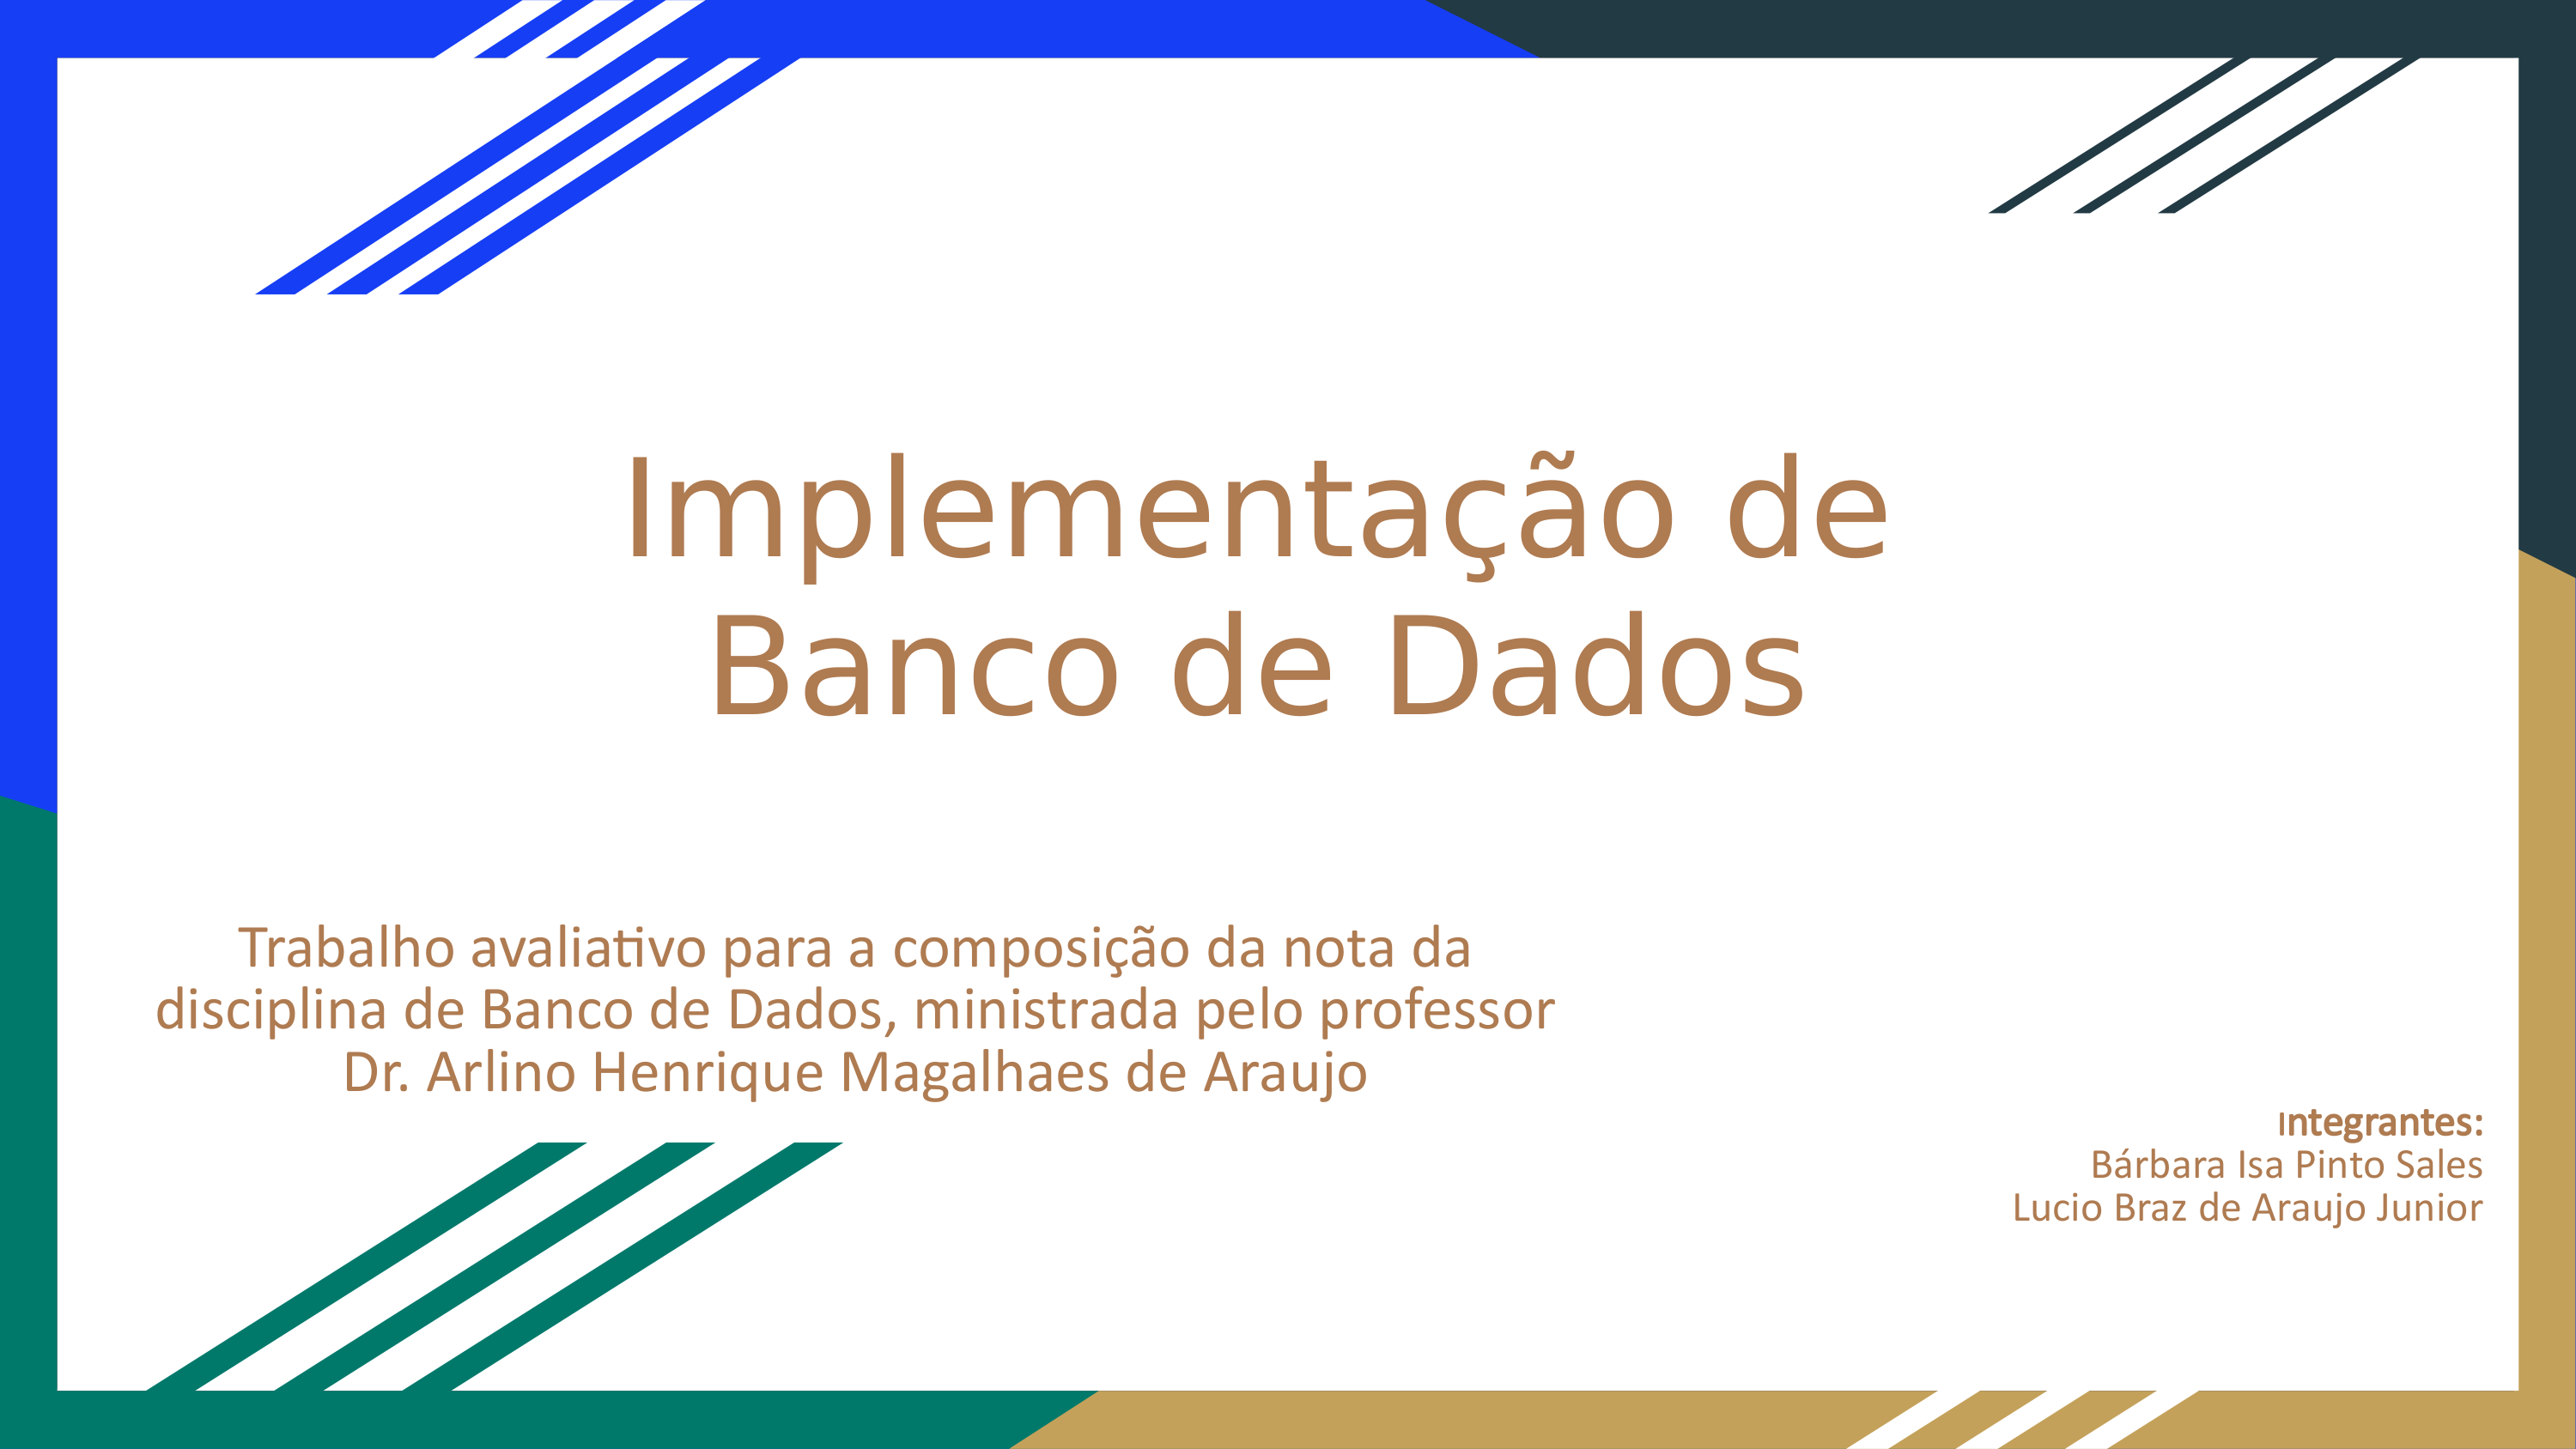 Implementação de
Banco de Dados
Trabalho avaliativo para a composição da nota da
disciplina de Banco de Dados, ministrada pelo professor
Dr. Arlino Henrique Magalhaes de Araujo
Integrantes:
Bárbara Isa Pinto Sales
Lucio Braz de Araujo Junior